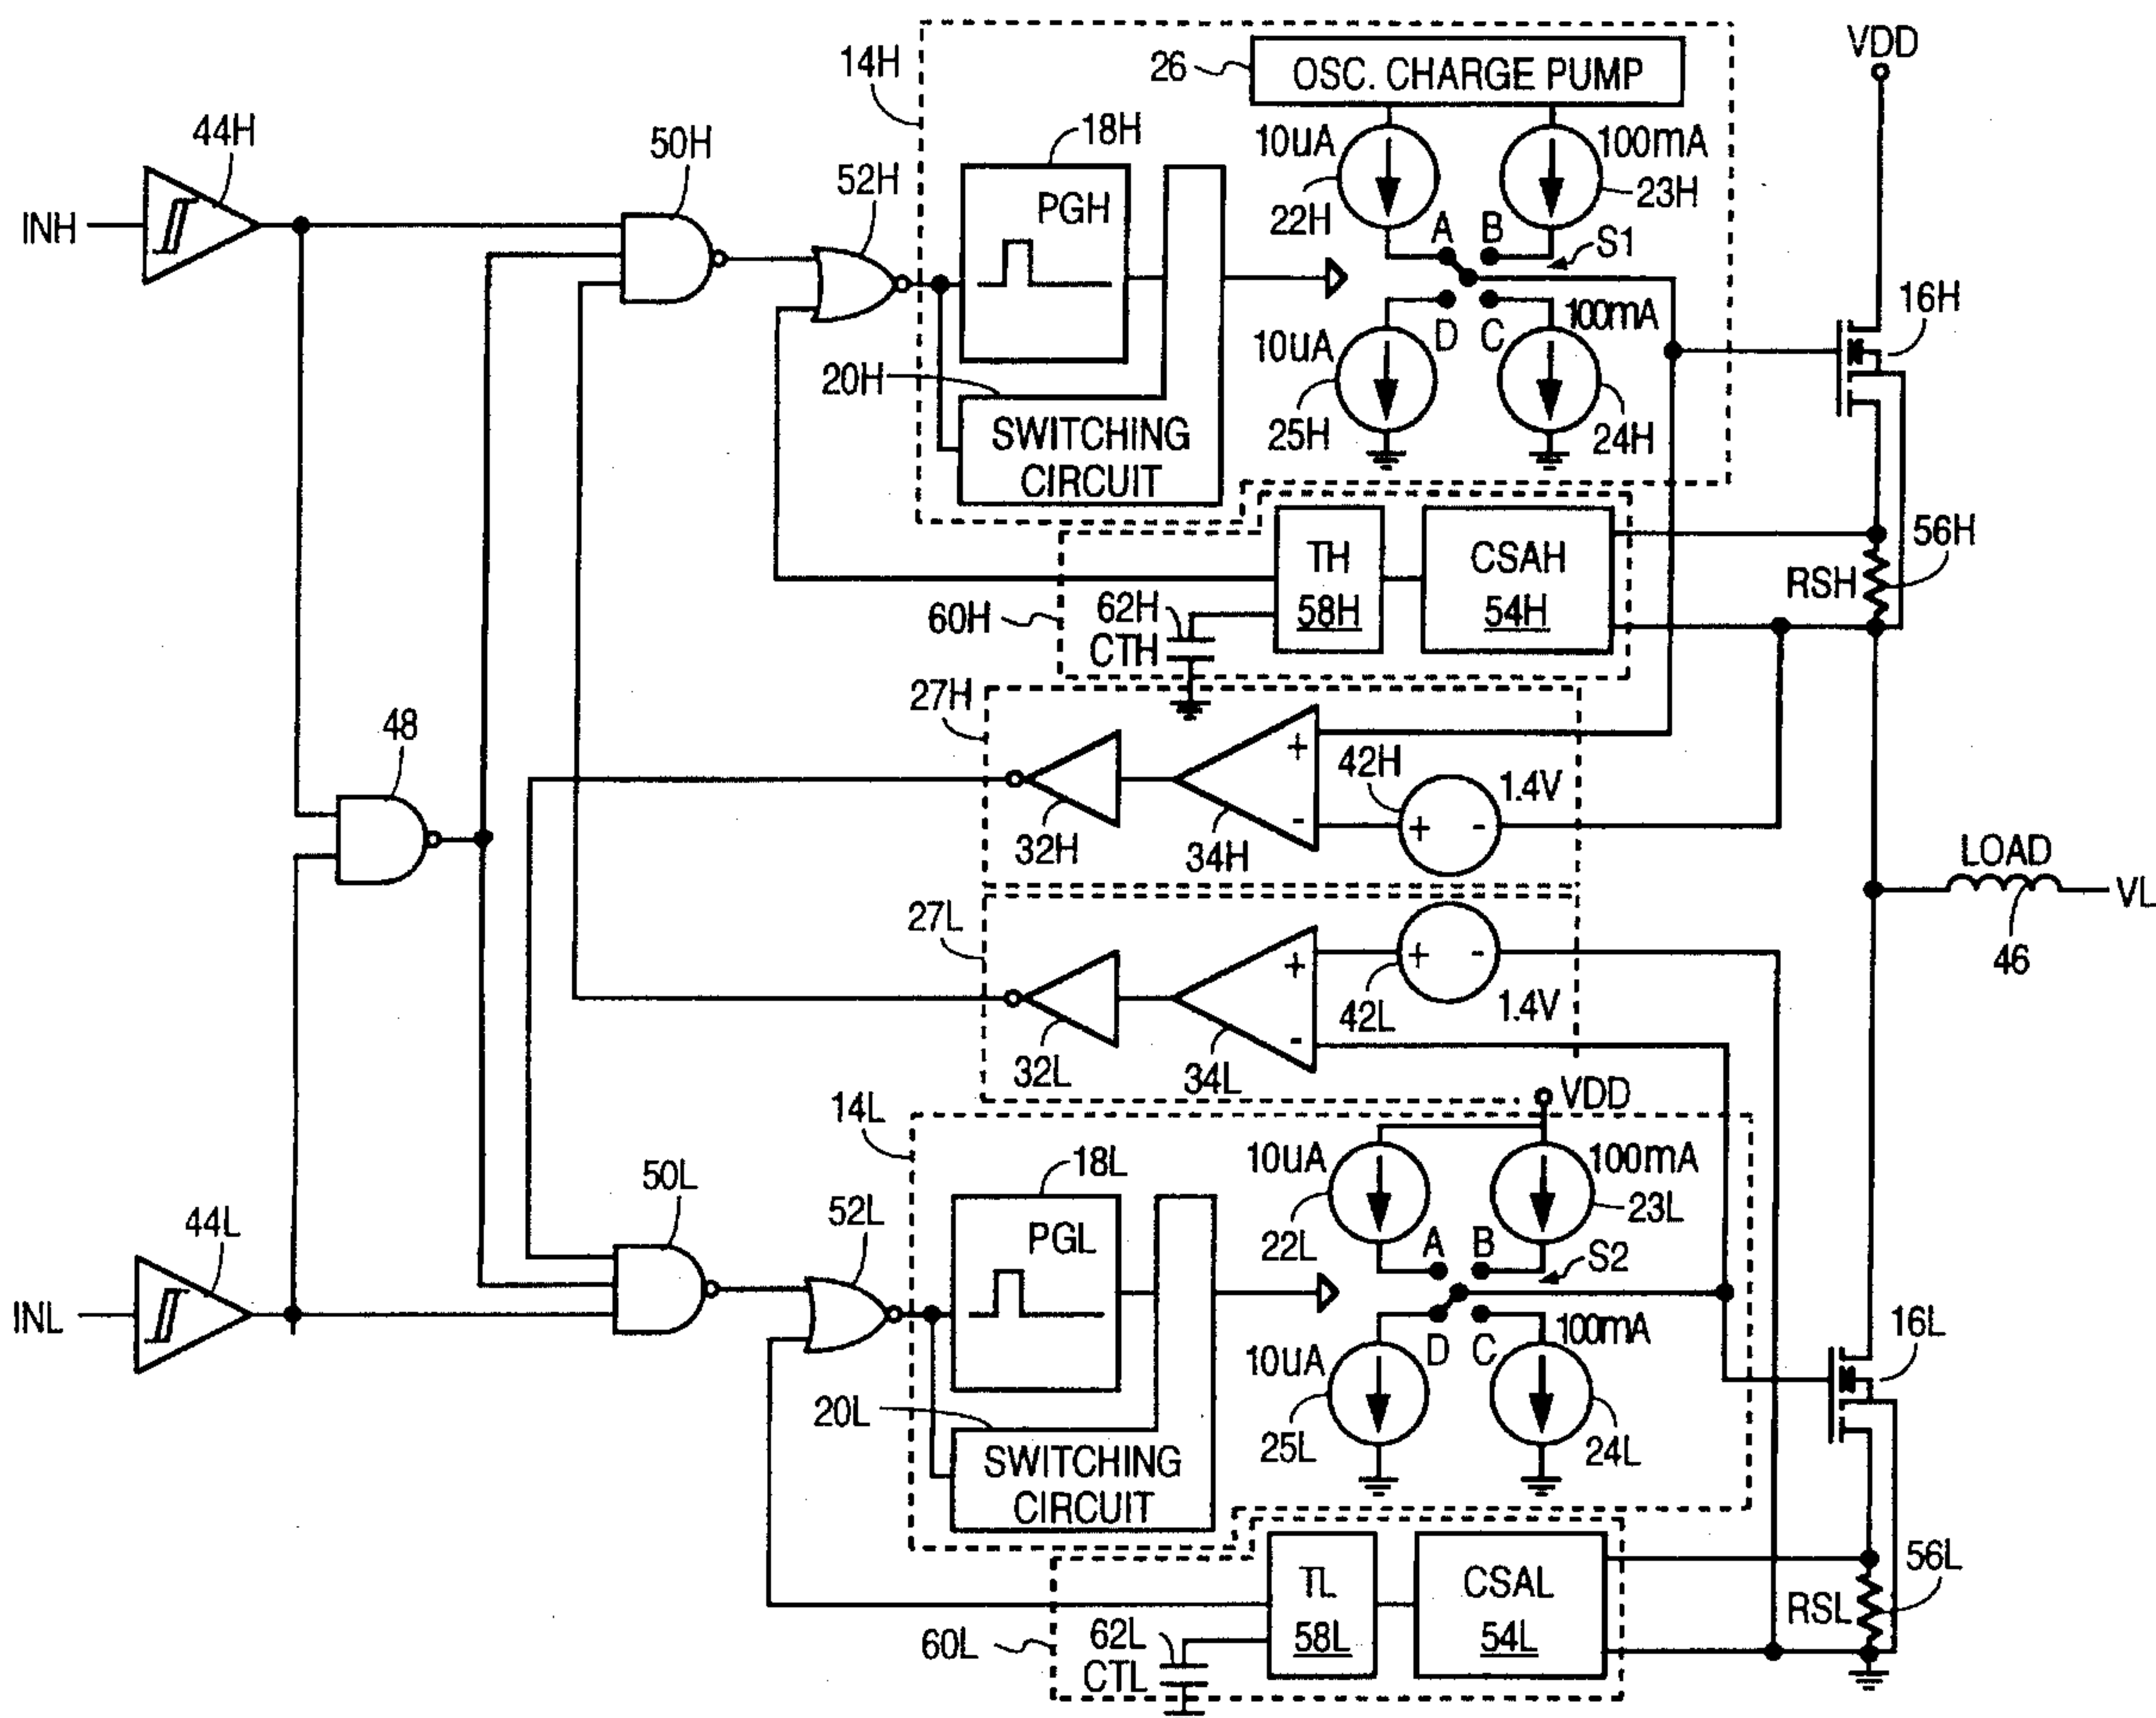 VDD
14H
26
OSC. CHARGE PUMP
44H
50H
18H
10uA
100mA
52H
PGH
23H
INH
22H
A
B
S1
16H
D
C
100mA
20H
10uA
SWITCHING
CIRCUIT
25H
24H
56H
TH
58H
CSAH
54H
RSH
60H
62H
CTH
27H
48
+
-
42H
1.4V
+
-
32H
34H
LOAD
VL
46
27L
+
-
+
-
42L
1.4V
32L
34L
VDD
14L
50L
18L
10uA
100mA
52L
44L
PGL
22L
23L
A
B
S2
INL
D
C
100mA
16L
10uA
20L
25L
24L
SWITCHING
CIRCUIT
56L
TL
58L
CSAL
54L
RSL
60L
62L
CTL